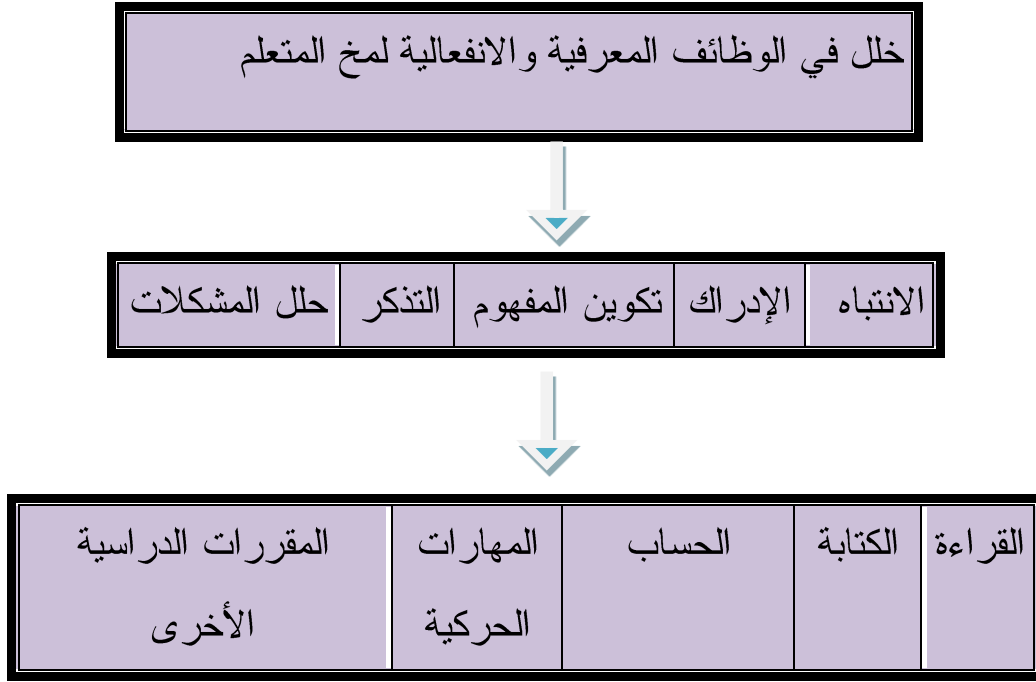 خلل في الوظائف المعرفية والانفعالية لمخ المتعلم
الانتباه الإدراك تكوين المفهوم التذكر حلل المشكلات
القراءة الكتابة الحساب المهارات المقررات الدراسية
الحركية الأخرى